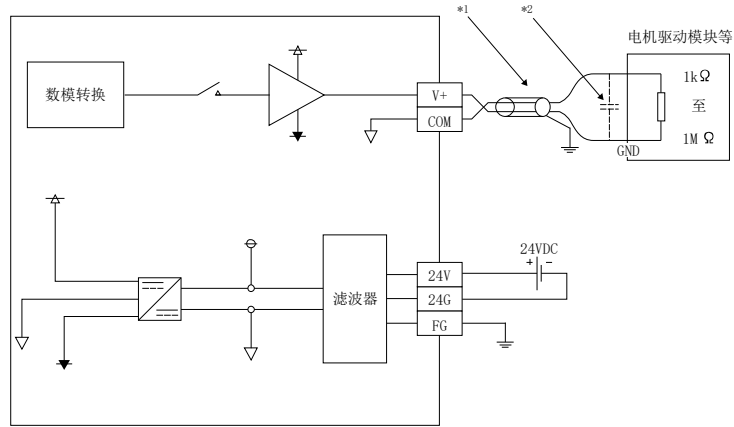 *1
*2
电机驱动模块等
数模转换
V+
COM
1kΩ
至
1MΩ
GND
24VDC
+ -
滤波器
24V
24G
FG